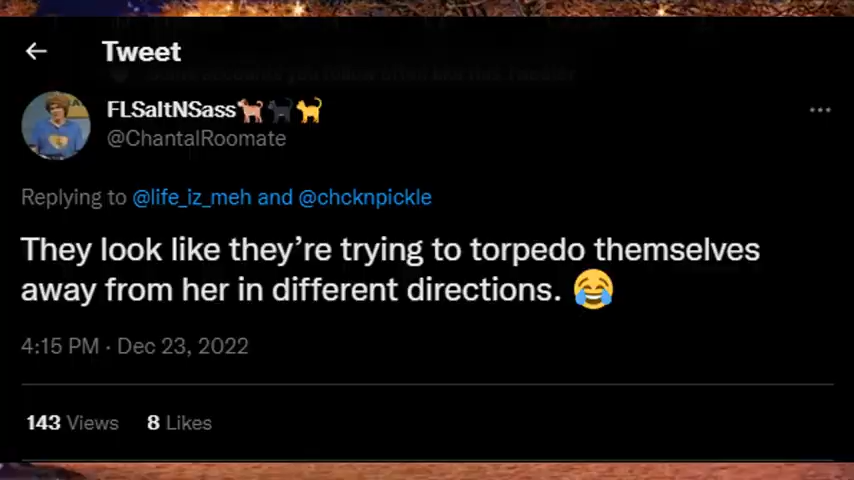 Tweet
FLSaltNSass🐕🐈‍⬛🐈
@ChantalRoomate
Replying to @life_iz_meh and @chcknpickle
They look like they’re trying to torpedo themselves
away from her in different directions. 😂
4:15 PM · Dec 23, 2022
143 Views 8 Likes